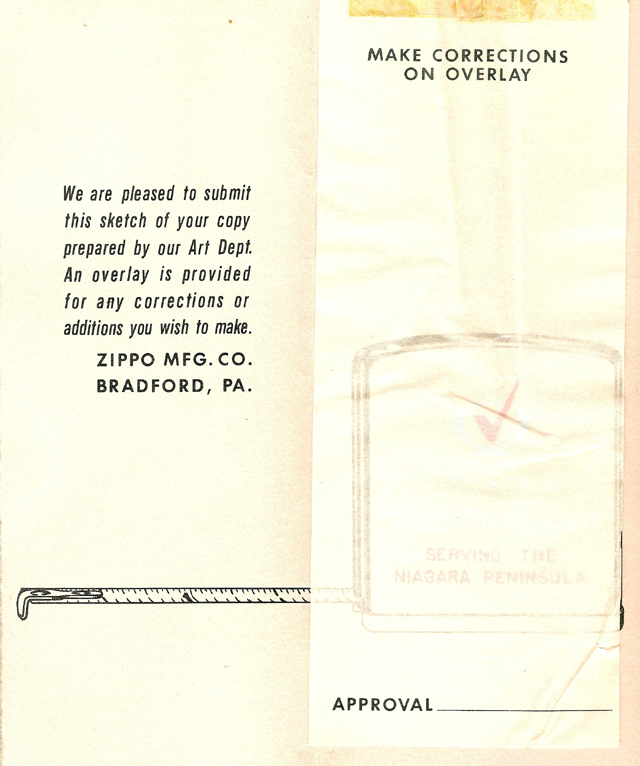 We are pleased to submit
this sketch of your copy
prepared by our Art Dept.
An overlay is provided
for any corrections or
additions you wish to make.
ZIPPO MFG. CO.
BRADFORD, PA.
MAKE CORRECTIONS
ON OVERLAY
SERVING THE
NIAGARA PENINSULA
APPROVAL